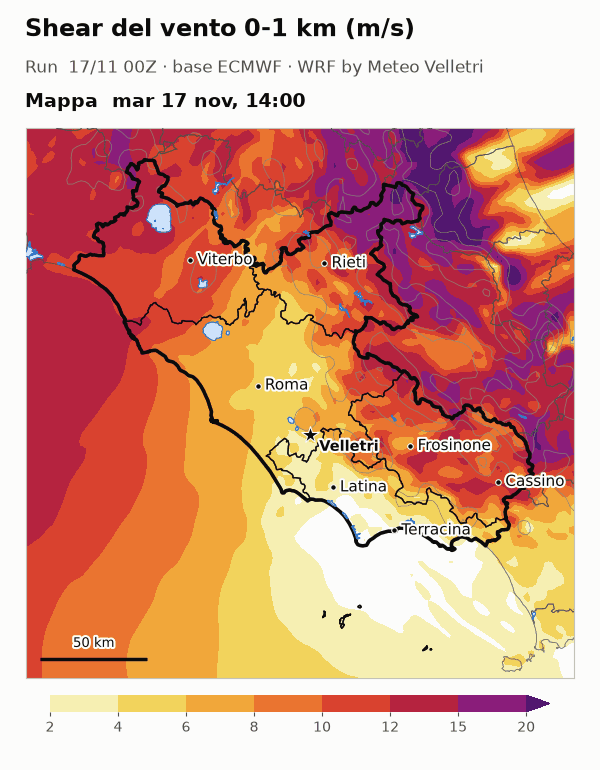 Shear del vento 0-1 km (m/s)
Run  17/11 00Z · base ECMWF · WRF by Meteo Velletri
Mappa  mar 17 nov, 14:00
Viterbo
Rieti
Roma
Velletri
Frosinone
Latina
Cassino
Terracina
50 km
2 4 6 8 10 12 15 20